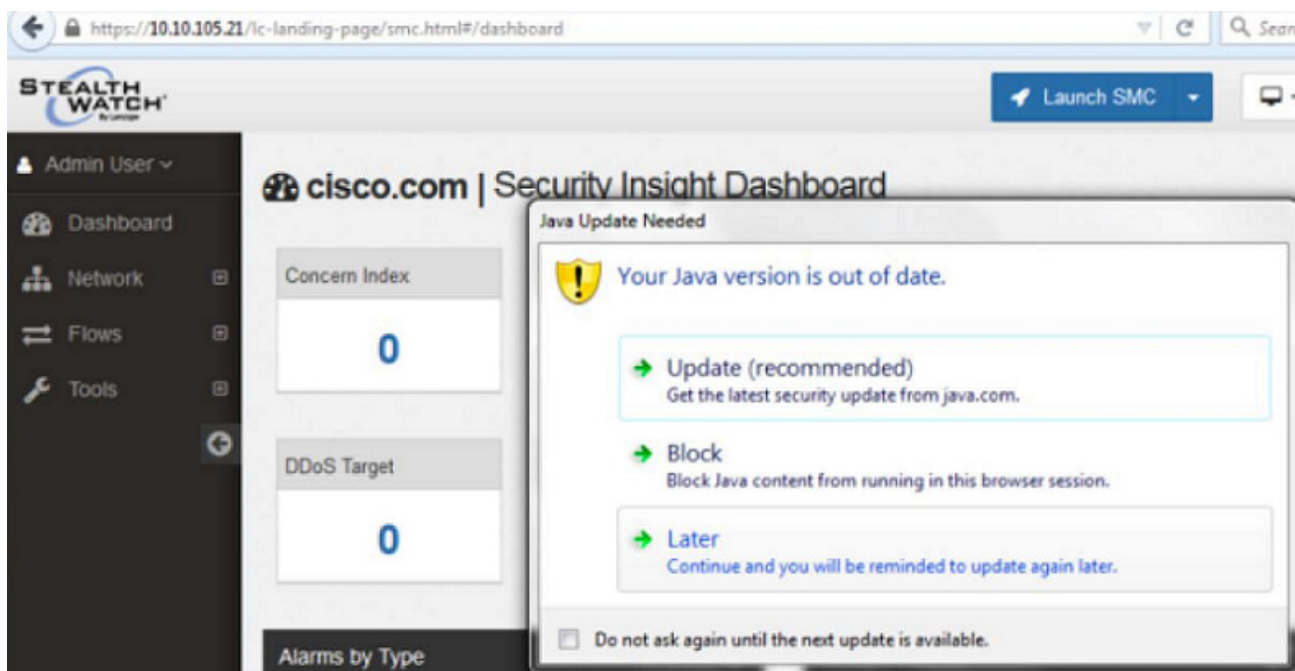 https://10.10.105.21/lc-landing-page/smc.html#/dashboard
STEALTH
WATCH
By Lancope
Launch SMC
Admin User
Dashboard
Network
Flows
Tools
cisco.com | Security Insight Dashboard
Concern Index
0
DDoS Target
0
Alarms by Type
Java Update Needed
Your Java version is out of date.
Update (recommended)
Get the latest security update from java.com.
Block
Block Java content from running in this browser session.
Later
Continue and you will be reminded to update again later.
Do not ask again until the next update is available.